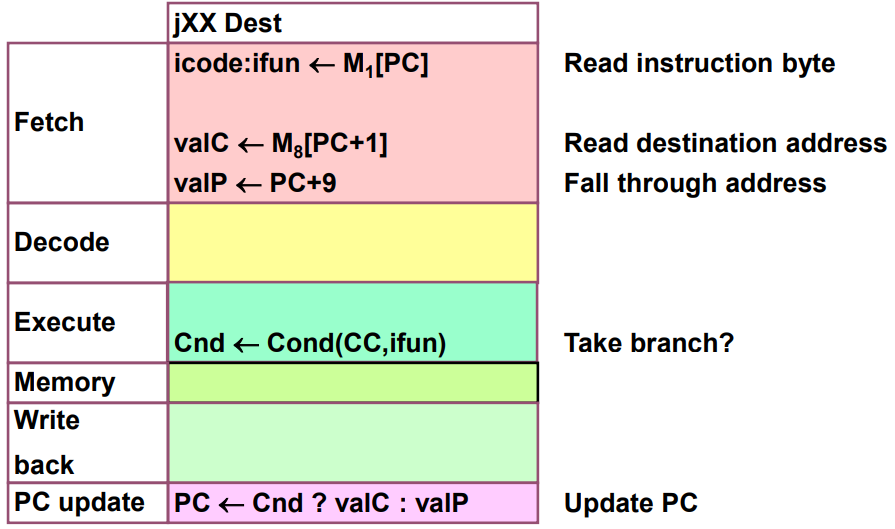 jXX Dest
Fetch
icode:ifun ← M₁[PC] Read instruction byte
valC ← M₈[PC+1] Read destination address
valP ← PC+9 Fall through address
Decode
Execute
Cnd ← Cond(CC,ifun) Take branch?
Memory
Write
back
PC update PC ← Cnd ? valC : valP Update PC